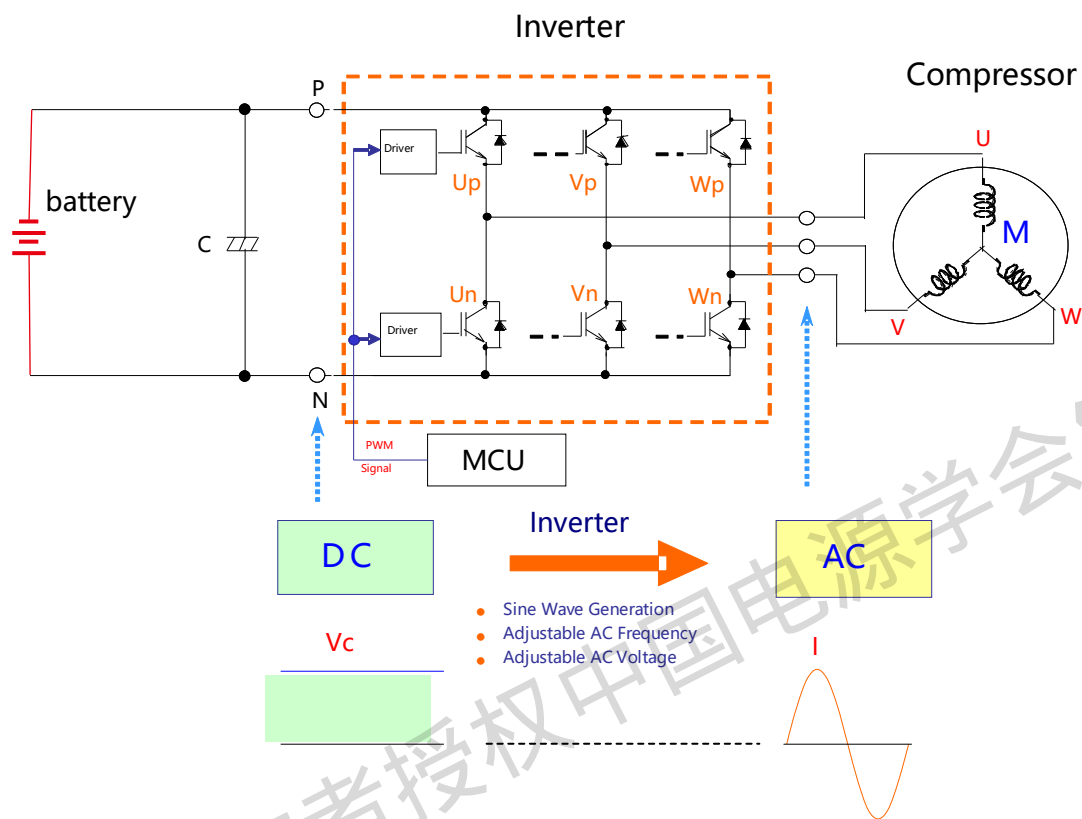 Inverter
Compressor
P
U
Driver
Up
Vp
Wp
battery
C
M
Un
Vn
Wn
Driver
V
W
N
PWM
Signal
MCU
DC
Inverter
AC
Sine Wave Generation
Adjustable AC Frequency
Adjustable AC Voltage
Vc
I
者授权中国电源学会